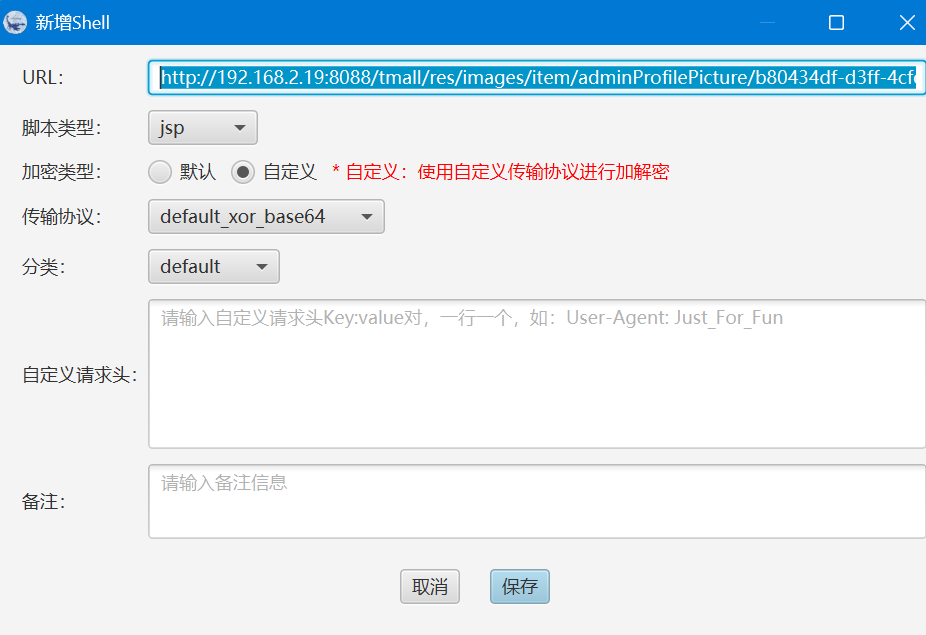 新增Shell
URL: http://192.168.2.19:8088/tmall/res/images/item/adminProfilePicture/b80434df-d3ff-4cf
脚本类型： jsp
加密类型： 默认 自定义 * 自定义：使用自定义传输协议进行加解密
传输协议： default_xor_base64
分类： default
请输入自定义请求头Key:value对，一行一个，如：User-Agent: Just_For_Fun
自定义请求头：
请输入备注信息
备注：
取消 保存